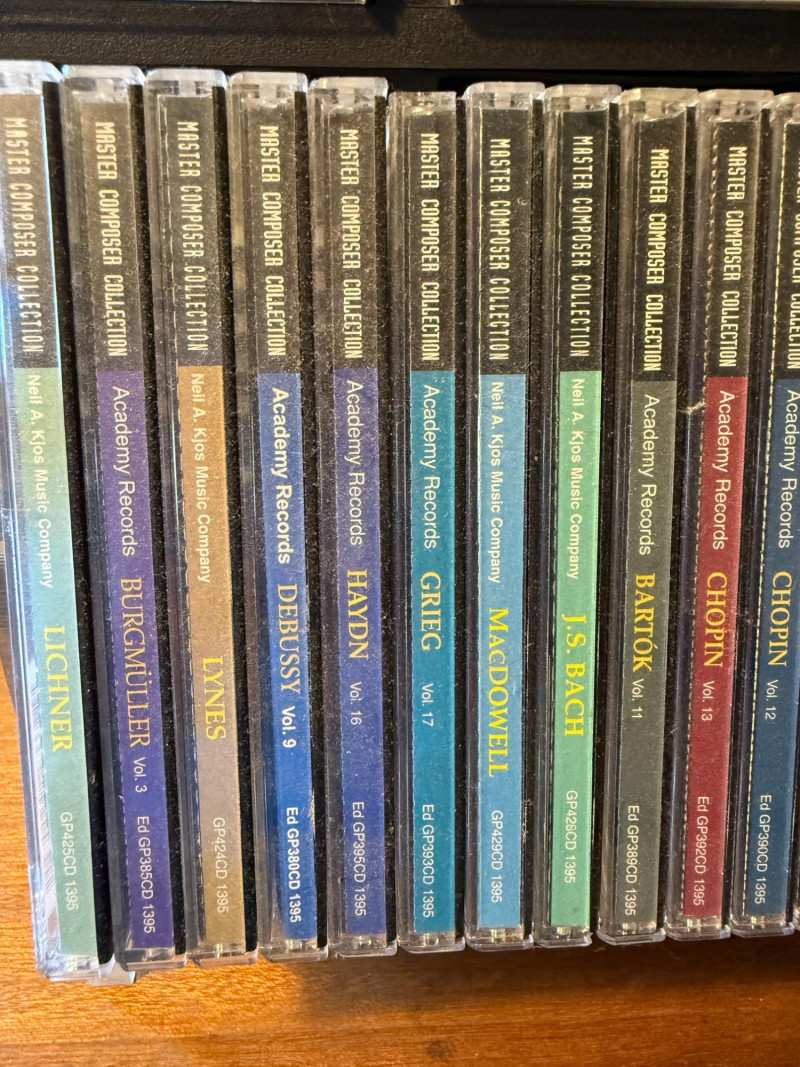 MASTER COMPOSER COLLECTION Neil A. Kjos Music Company LICHNER GP425CD 1395
MASTER COMPOSER COLLECTION Academy Records BURGMÜLLER Vol. 3 Ed GP385CD 1395
MASTER COMPOSER COLLECTION Neil A. Kjos Music Company LYNES GP424CD 1395
MASTER COMPOSER COLLECTION Academy Records DEBUSSY Vol. 9 Ed GP380CD 1395
MASTER COMPOSER COLLECTION Academy Records HAYDN Vol. 16 Ed GP395CD 1395
MASTER COMPOSER COLLECTION Academy Records GRIEG Vol. 17 Ed GP393CD 1395
MASTER COMPOSER COLLECTION Neil A. Kjos Music Company MACDOWELL GP429CD 1395
MASTER COMPOSER COLLECTION Neil A. Kjos Music Company J.S. BACH GP426CD 1395
MASTER COMPOSER COLLECTION Academy Records BARTÓK Vol. 11 Ed GP389CD 1395
MASTER COMPOSER COLLECTION Academy Records CHOPIN Vol. 13 Ed GP392CD 1395
COMPOSER COLLECTION Academy Records CHOPIN Vol. 12 Ed GP390CD 1395